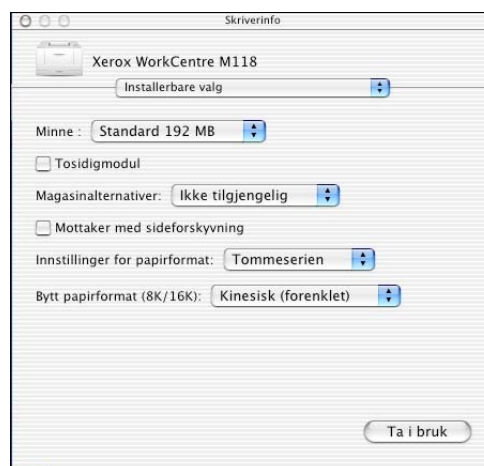 Skriverinfo
Xerox WorkCentre M118
Installerbare valg
Minne : Standard 192 MB
Tosidigmodul
Magasinalternativer: Ikke tilgjengelig
Mottaker med sideforskyvning
Innstillinger for papirformat: Tommeserien
Bytt papirformat (8K/16K): Kinesisk (forenklet)
Ta i bruk